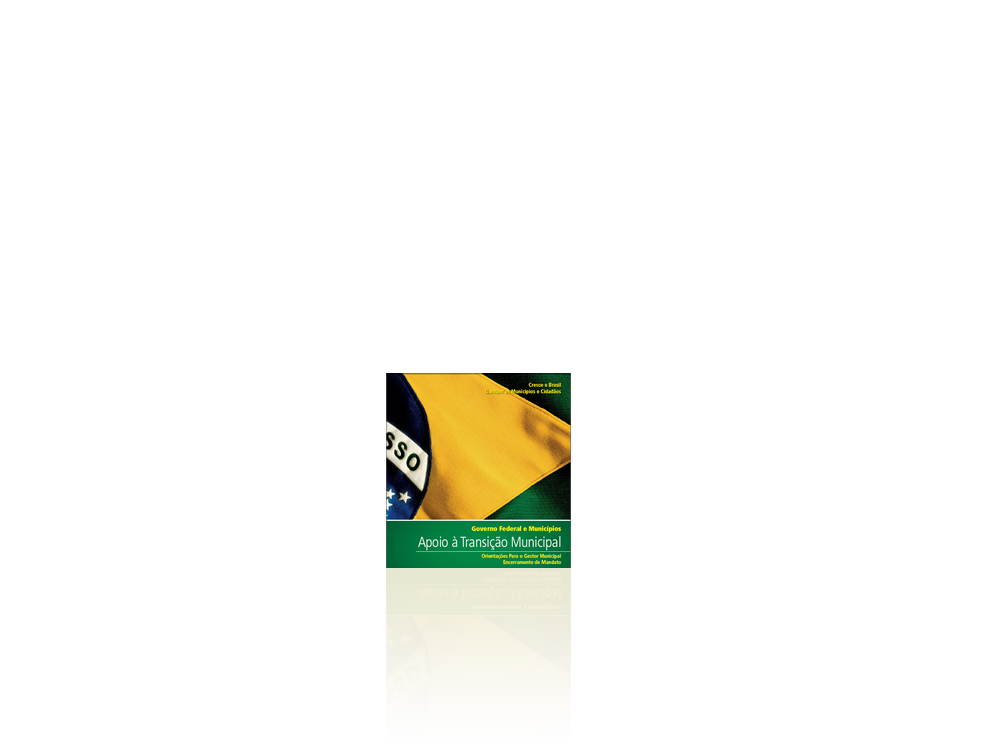 Cresce o Brasil
Municípios e Cidadãos
SSO
Governo Federal e Municípios
Apoio à Transição Municipal
Orientações Para o Gestor Municipal
Encerramento de Mandato